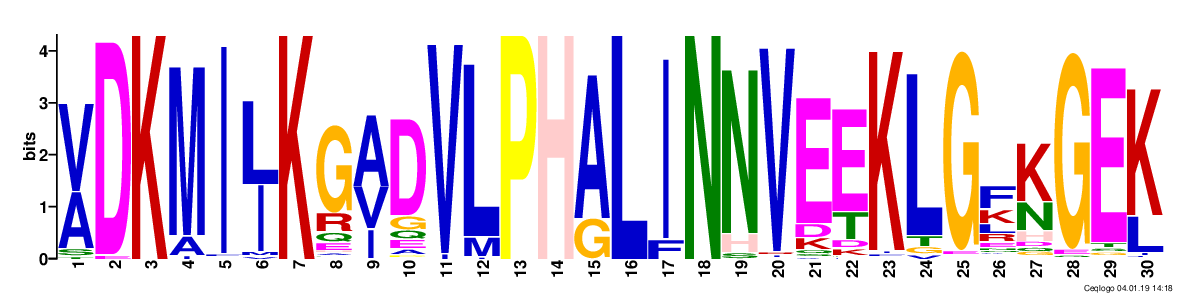 bits
4
3
2
1
0
VDKMILKGADVLPHALINNVEEKLGFKGEK
A A I R V G M G F H D T T K N L
S Q I Q K D L H
E E R
1 2 3 4 5 6 7 8 9 10 11 12 13 14 15 16 17 18 19 20 21 22 23 24 25 26 27 28 29 30
Ceqlogo 04.01.19 14:18